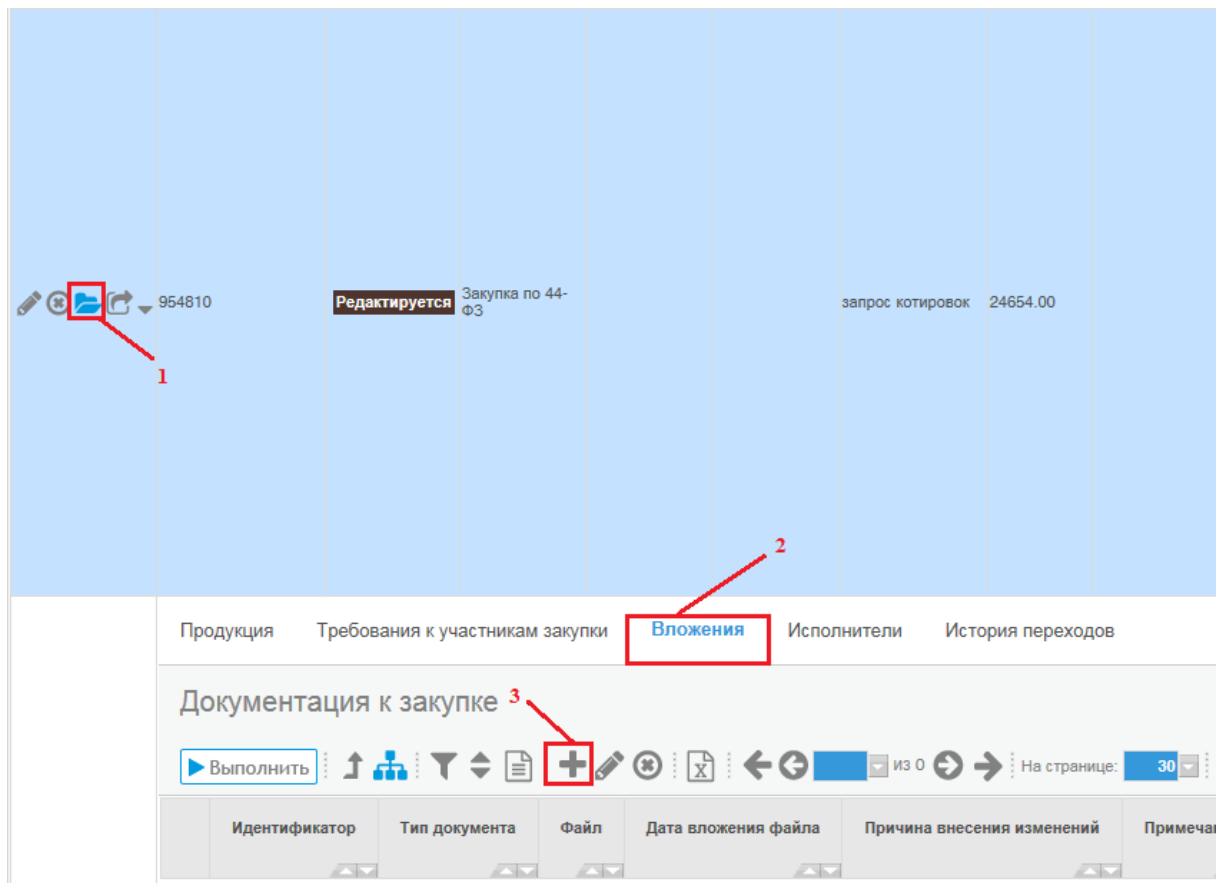 954810 Редактируется Закупка по 44-
ФЗ запрос котировок 24654.00
1
2
Продукция Требования к участникам закупки Вложения Исполнители История переходов
Документация к закупке 3
Выполнить X из 0 На странице: 30
Идентификатор Тип документа Файл Дата вложения файла Причина внесения изменений